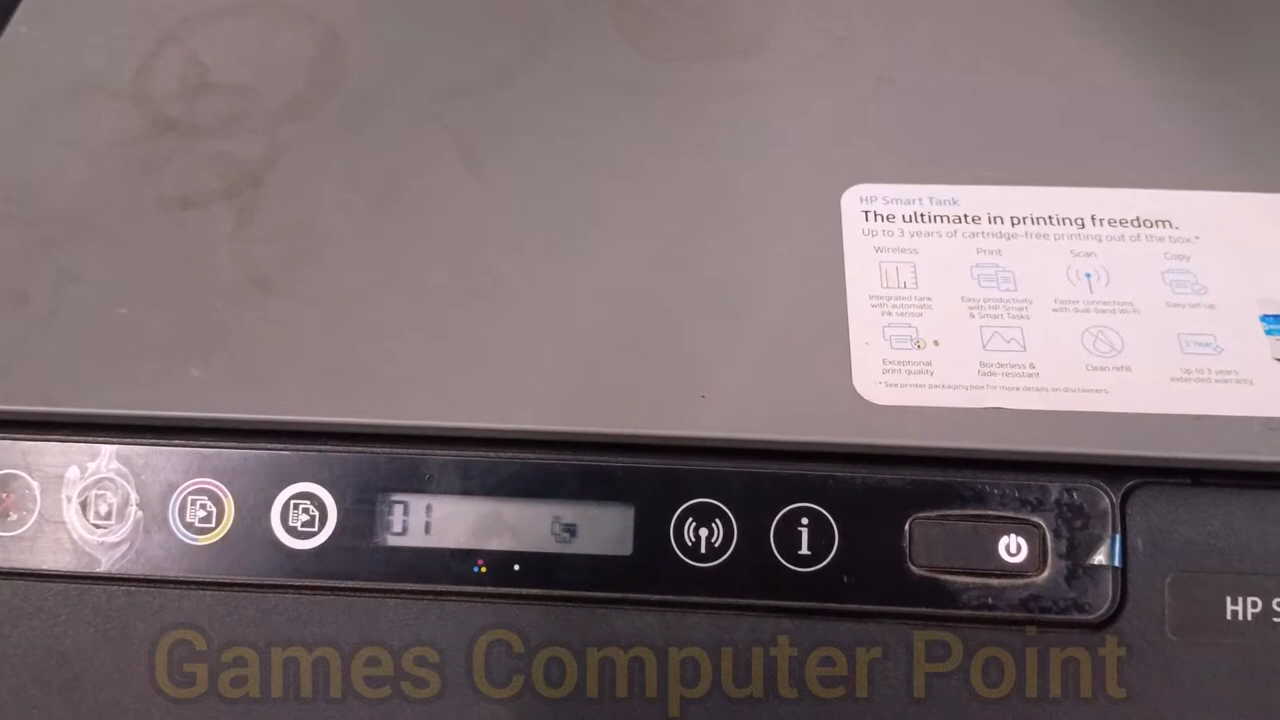 HP Smart Tank
The ultimate in printing freedom.
Up to 3 years of cartridge-free printing out of the box.*
Wireless Print Scan Copy
Integrated tank with automatic ink sensor
Easy productivity with HP Smart & Smart Tasks
Faster connections with dual-band Wi-Fi
Easy set-up
3 Year
Exceptional print quality
Borderless & fade-resistant
Clean refill
Up to 3 years extended warranty
* See printer packaging box for more details on disclaimers.
01
i
HP S
Games Computer Point